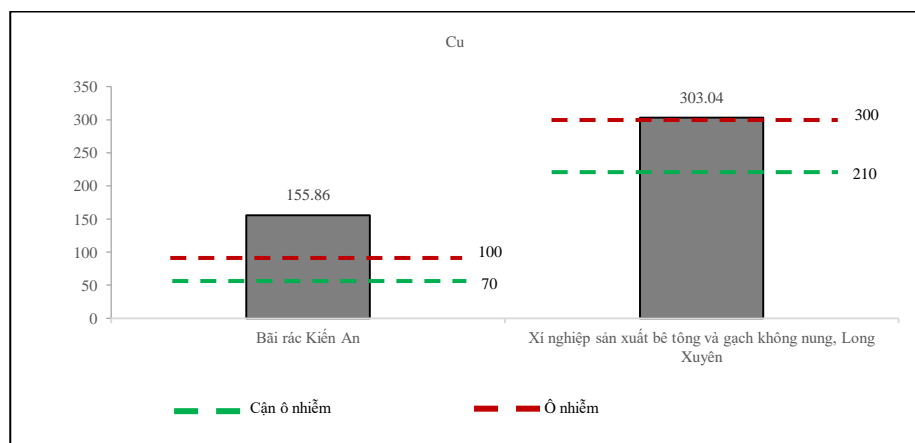 Cu
350
300
250
200
150
100
50
0
155.86
303.04
100
70
300
210
Bãi rác Kiến An
Xí nghiệp sản xuất bê tông và gạch không nung, Long
Xuyên
Cận ô nhiễm
Ô nhiễm